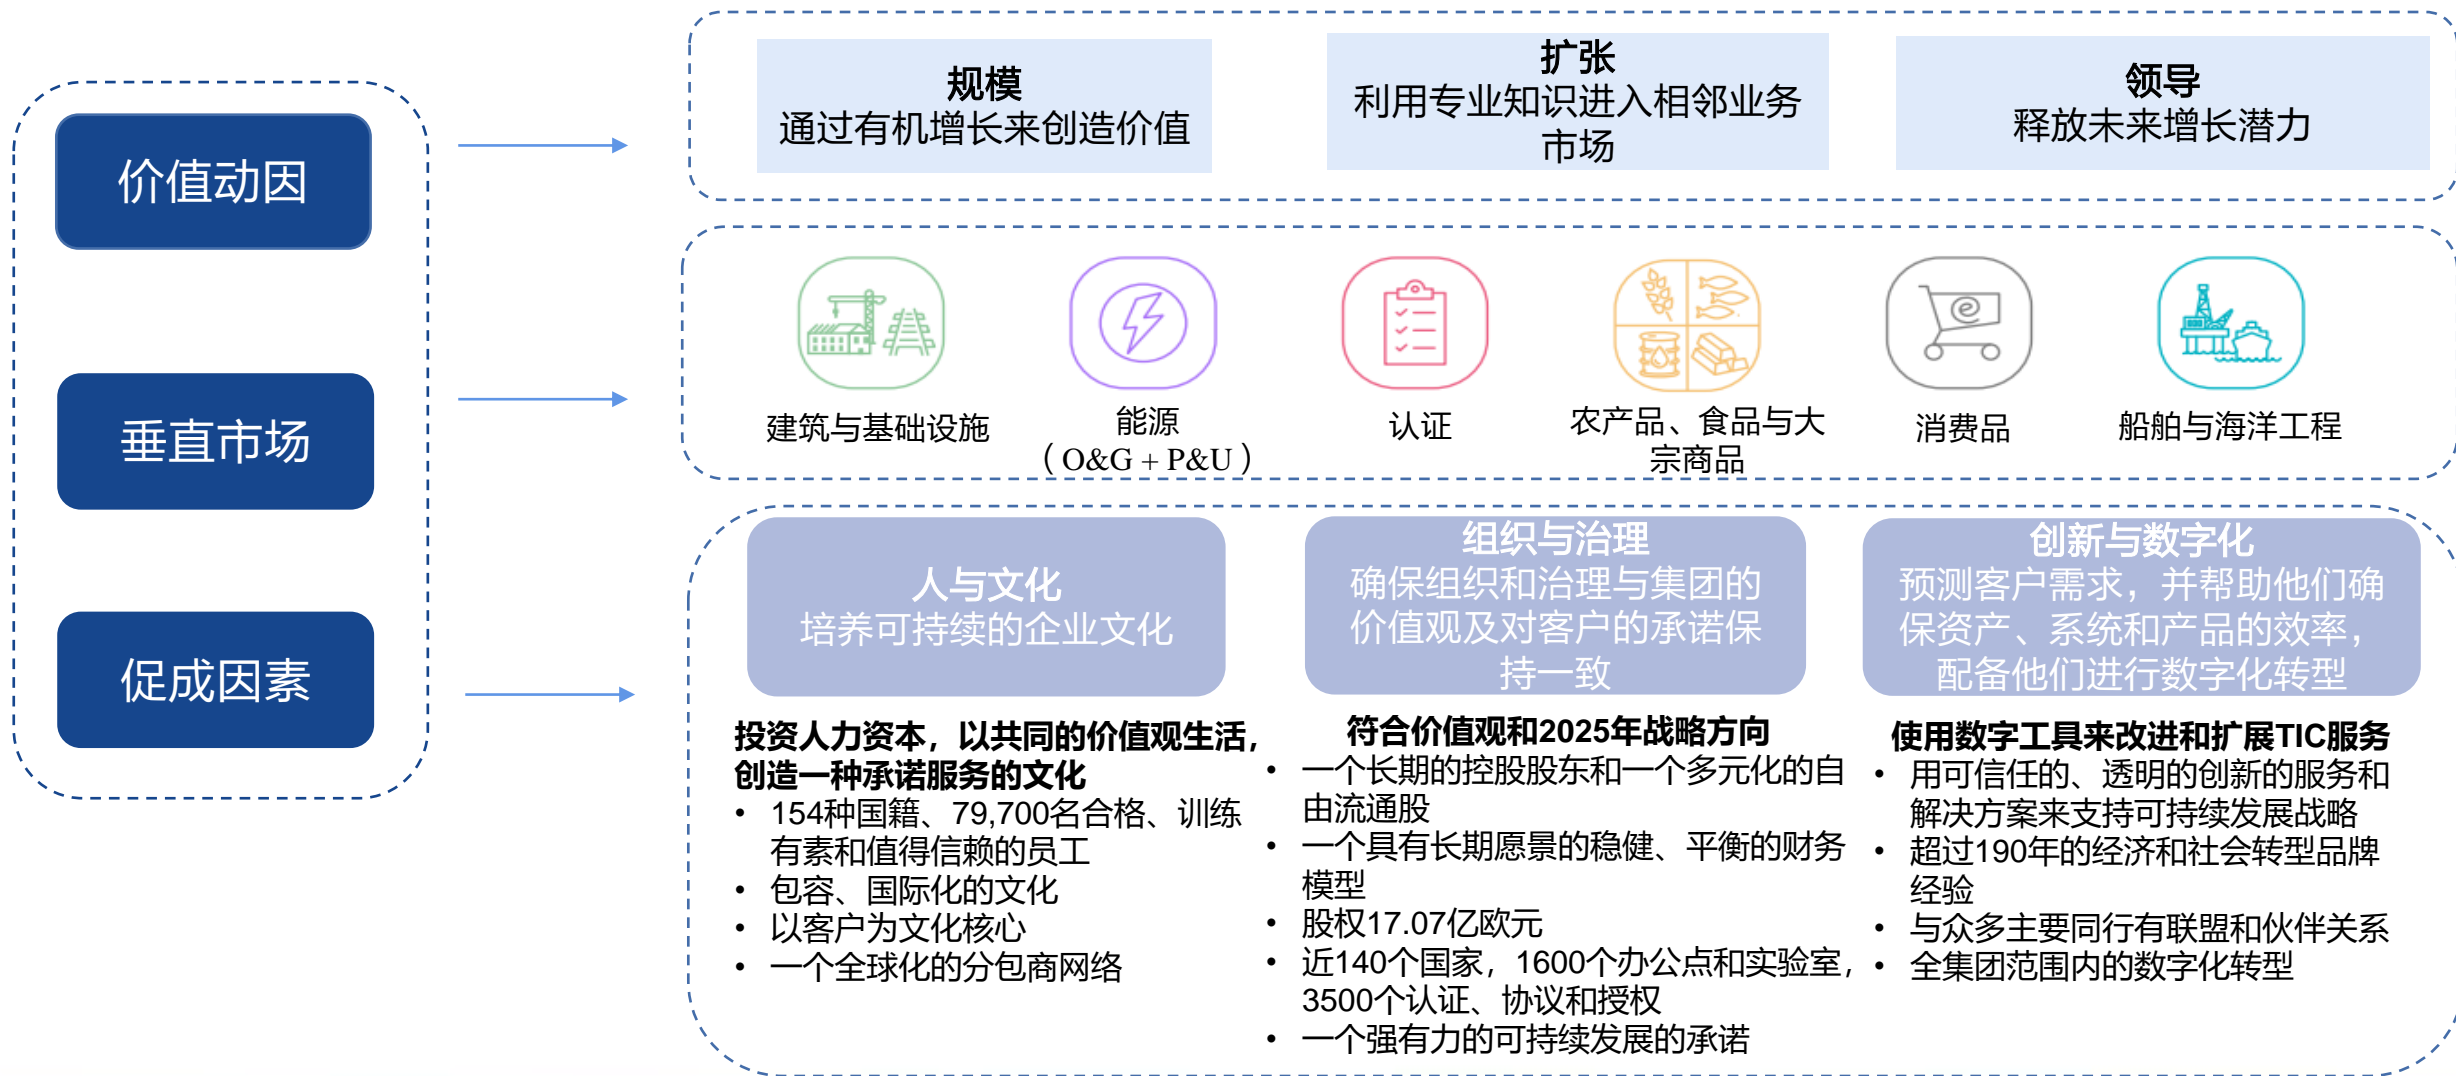 价值动因
垂直市场
促成因素
规模
通过有机增长来创造价值
扩张
利用专业知识进入相邻业务
市场
领导
释放未来增长潜力
建筑与基础设施
能源
（O&G + P&U）
认证
农产品、食品与大
宗商品
消费品
船舶与海洋工程
人与文化
培养可持续的企业文化
组织与治理
确保组织和治理与集团的
价值观及对客户的承诺保
持一致
创新与数字化
预测客户需求，并帮助他们确
保资产、系统和产品的效率，
配备他们进行数字化转型
投资人力资本，以共同的价值观生活，
创造一种承诺服务的文化
• 154种国籍、79,700名合格、训练
有素和值得信赖的员工
• 包容、国际化的文化
• 以客户为文化核心
• 一个全球化的分包商网络
符合价值观和2025年战略方向
• 一个长期的控股股东和一个多元化的自
由流通股
• 一个具有长期愿景的稳健、平衡的财务
模型
• 股权17.07亿欧元
• 近140个国家，1600个办公点和实验室，
3500个认证、协议和授权
• 一个强有力的可持续发展的承诺
使用数字工具来改进和扩展TIC服务
• 用可信任的、透明的创新的服务和
解决方案来支持可持续发展战略
• 超过190年的经济和社会转型品牌
经验
• 与众多主要同行有联盟和伙伴关系
• 全集团范围内的数字化转型